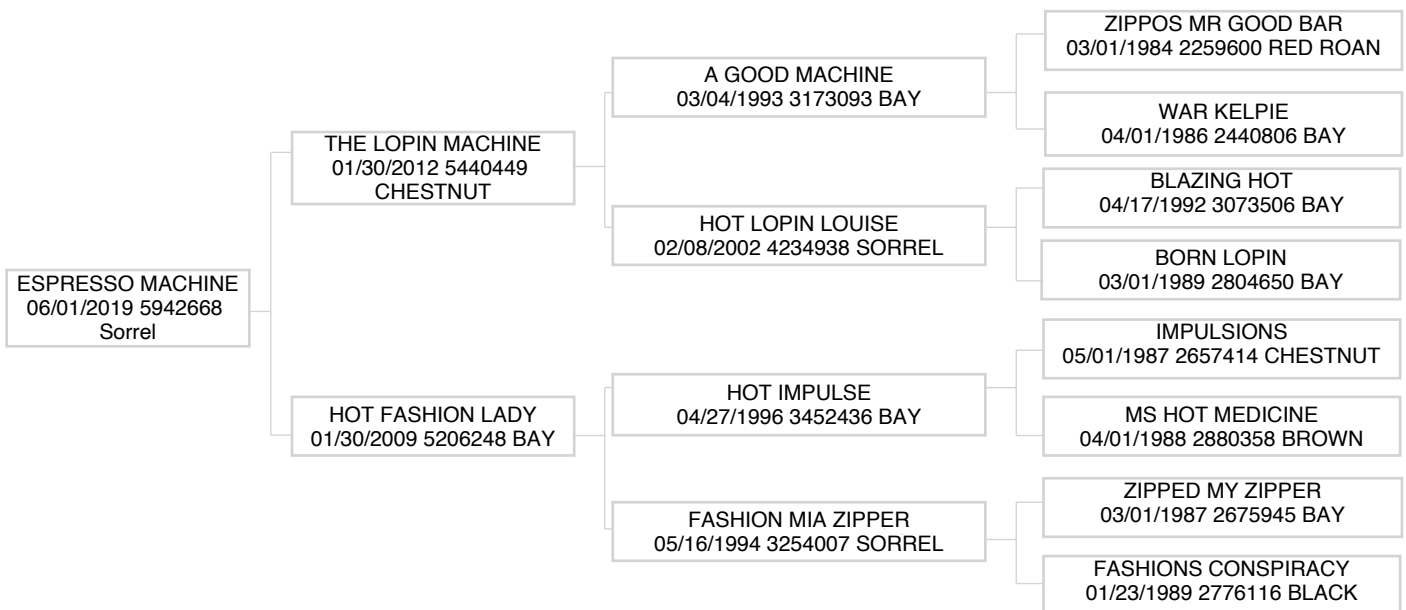 ESPRESSO MACHINE
06/01/2019 5942668
Sorrel
THE LOPIN MACHINE
01/30/2012 5440449
CHESTNUT
HOT FASHION LADY
01/30/2009 5206248 BAY
A GOOD MACHINE
03/04/1993 3173093 BAY
HOT LOPIN LOUISE
02/08/2002 4234938 SORREL
HOT IMPULSE
04/27/1996 3452436 BAY
FASHION MIA ZIPPER
05/16/1994 3254007 SORREL
ZIPPOS MR GOOD BAR
03/01/1984 2259600 RED ROAN
WAR KELPIE
04/01/1986 2440806 BAY
BLAZING HOT
04/17/1992 3073506 BAY
BORN LOPIN
03/01/1989 2804650 BAY
IMPULSIONS
05/01/1987 2657414 CHESTNUT
MS HOT MEDICINE
04/01/1988 2880358 BROWN
ZIPPED MY ZIPPER
03/01/1987 2675945 BAY
FASHIONS CONSPIRACY
01/23/1989 2776116 BLACK